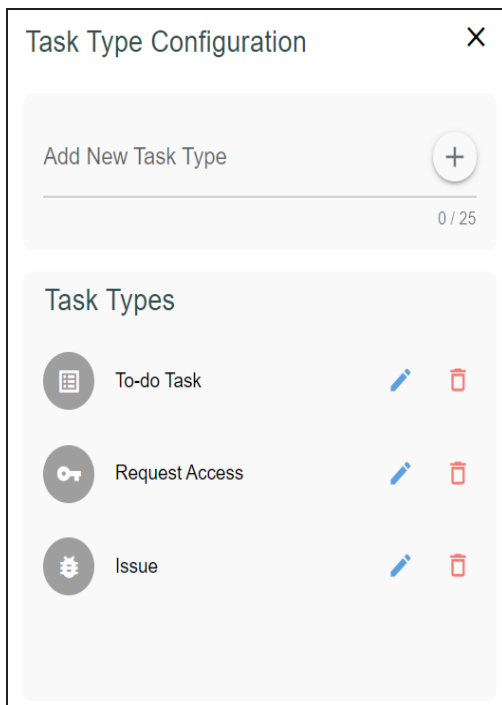 Task Type Configuration
Add New Task Type
0 / 25
Task Types
To-do Task
Request Access
Issue